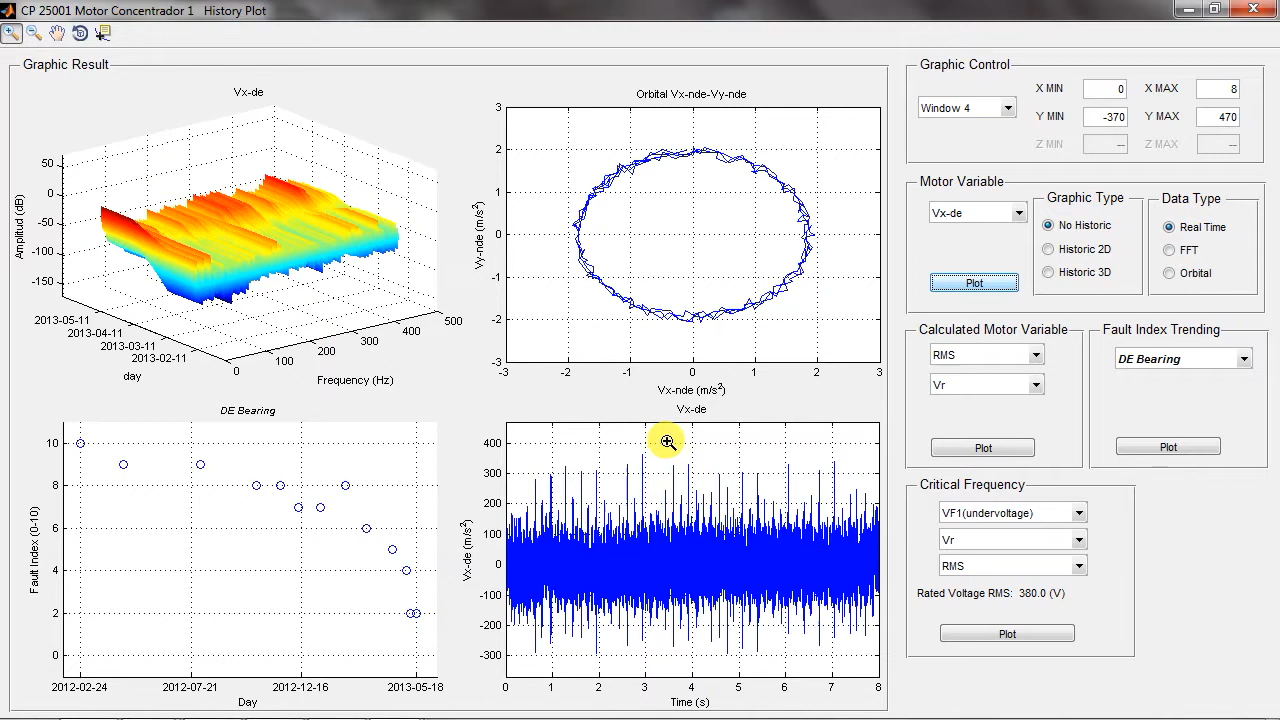 CP 25001 Motor Concentrador 1 History Plot
Graphic Result
Vx-de
50
0
-50
-100
-150
Amplitud (dB)
2013-05-11
2013-04-11
2013-03-11
2013-02-11
day
0
100
200
300
400
500
Frequency (Hz)
Orbital Vx-nde-Vy-nde
3
2
1
0
-1
-2
-3
Vy-nde (m/s²)
-3
-2
-1
0
1
2
3
Vx-nde (m/s²)
DE Bearing
10
8
6
4
2
0
Fault Index (0-10)
2012-02-24
2012-07-21
2012-12-16
2013-05-18
Day
Vx-de
400
300
200
100
0
-100
-200
-300
Vx-de (m/s²)
0
1
2
3
4
5
6
7
8
Time (s)
Graphic Control
Window 4
X MIN 0 X MAX 8
Y MIN -370 Y MAX 470
Z MIN -- Z MAX --
Motor Variable
Vx-de
Plot
Graphic Type
No Historic
Historic 2D
Historic 3D
Data Type
Real Time
FFT
Orbital
Calculated Motor Variable
RMS
Vr
Plot
Fault Index Trending
DE Bearing
Plot
Critical Frequency
VF1(undervoltage)
Vr
RMS
Rated Voltage RMS: 380.0 (V)
Plot